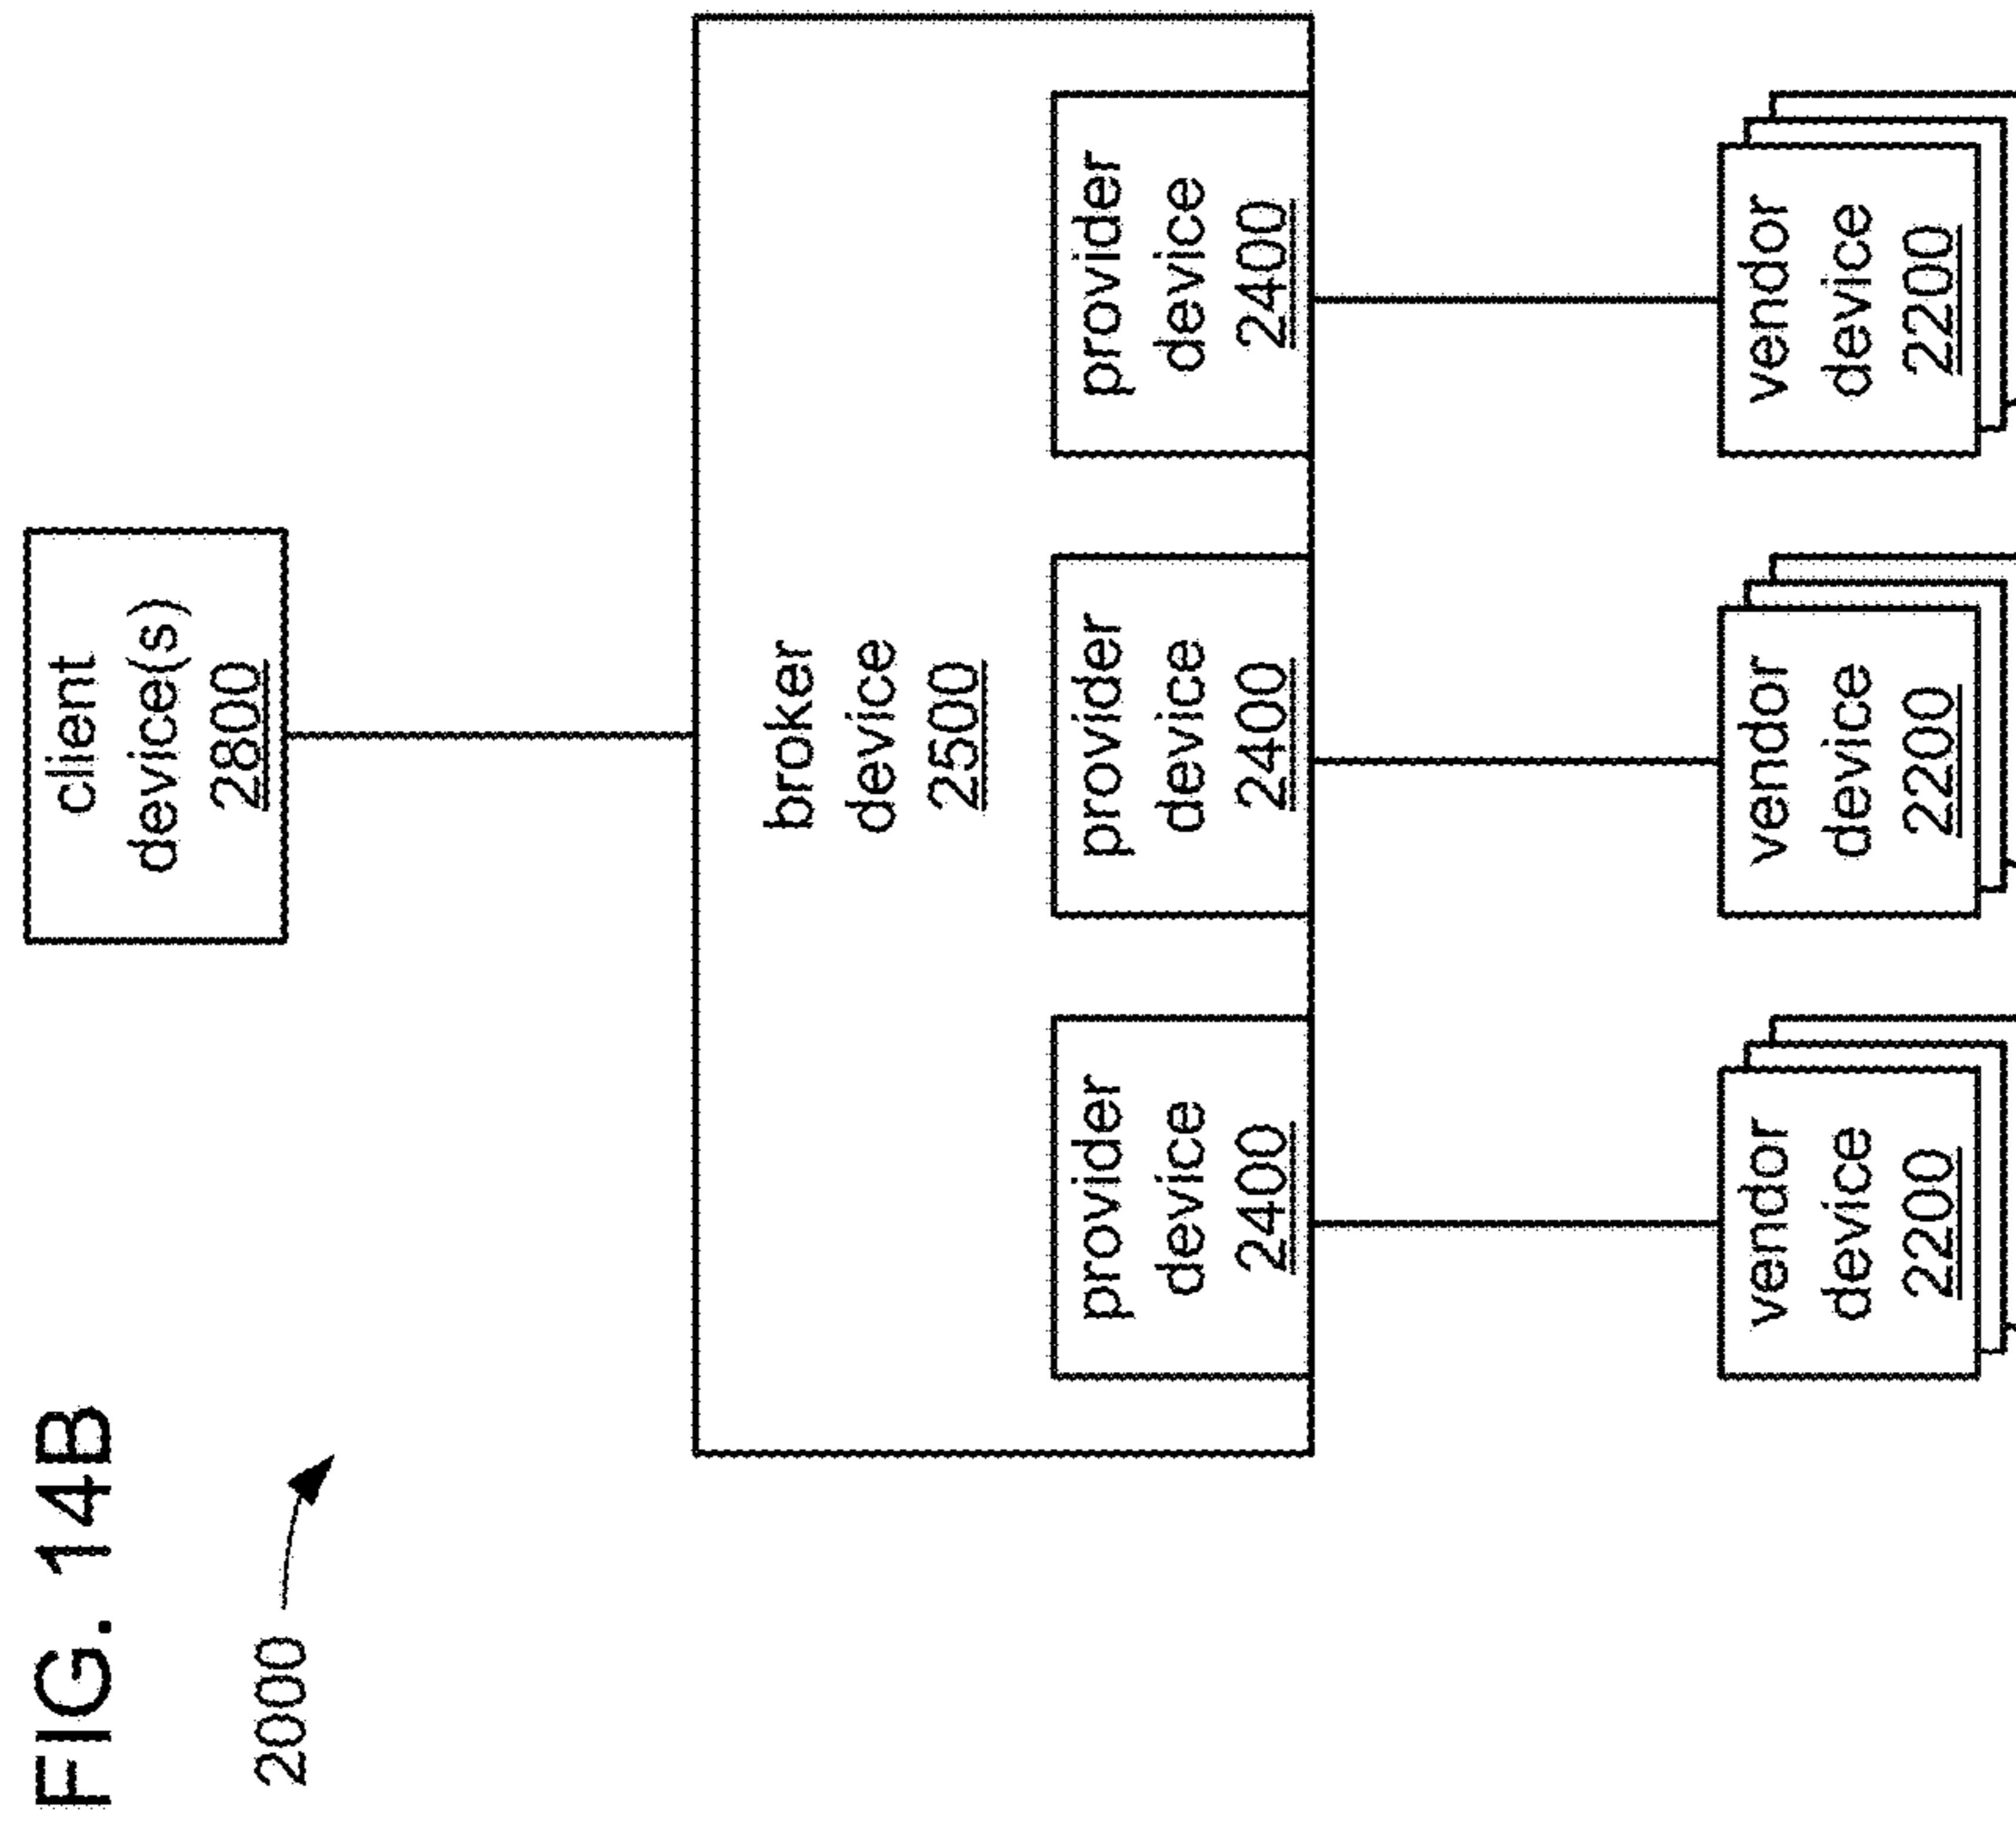 FIG. 14B
2000
client
device(s)
2800
broker
device
2500
provider
device
2400
provider
device
2400
provider
device
2400
vendor
device
2200
vendor
device
2200
vendor
device
2200